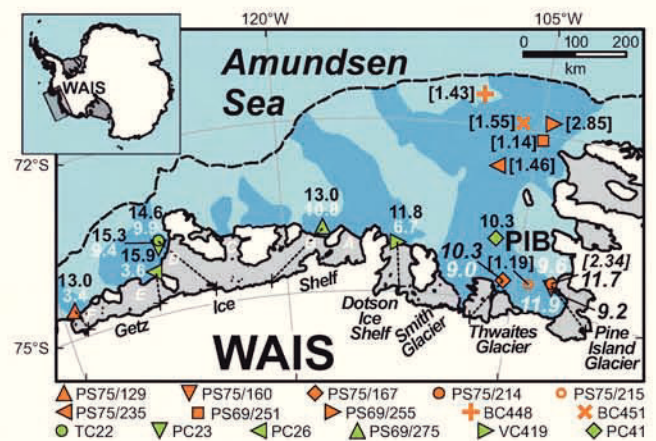 120°W
105°W
0 100 200
km
WAIS
Amundsen
Sea
[1.43]
[1.55]
[2.85]
[1.14]
[1.46]
72°S
13.0
10.8
14.6
9.9
11.8
6.7
15.3
9.4
10.3
PIB
15.9
3.6
10.3
9.0
[1.19]
9.6
[2.34]
11.7
13.0
3.4
11.9
9.2
Getz
Ice
Shelf
Dotson
Ice
Shelf
Smith
Glacier
Thwaites
Glacier
Pine
Island
Glacier
WAIS
75°S
PS75/129 PS75/160 PS75/167 PS75/214 PS75/215
PS75/235 PS69/251 PS69/255 BC448 BC451
TC22 PC23 PC26 PS69/275 VC419 PC41